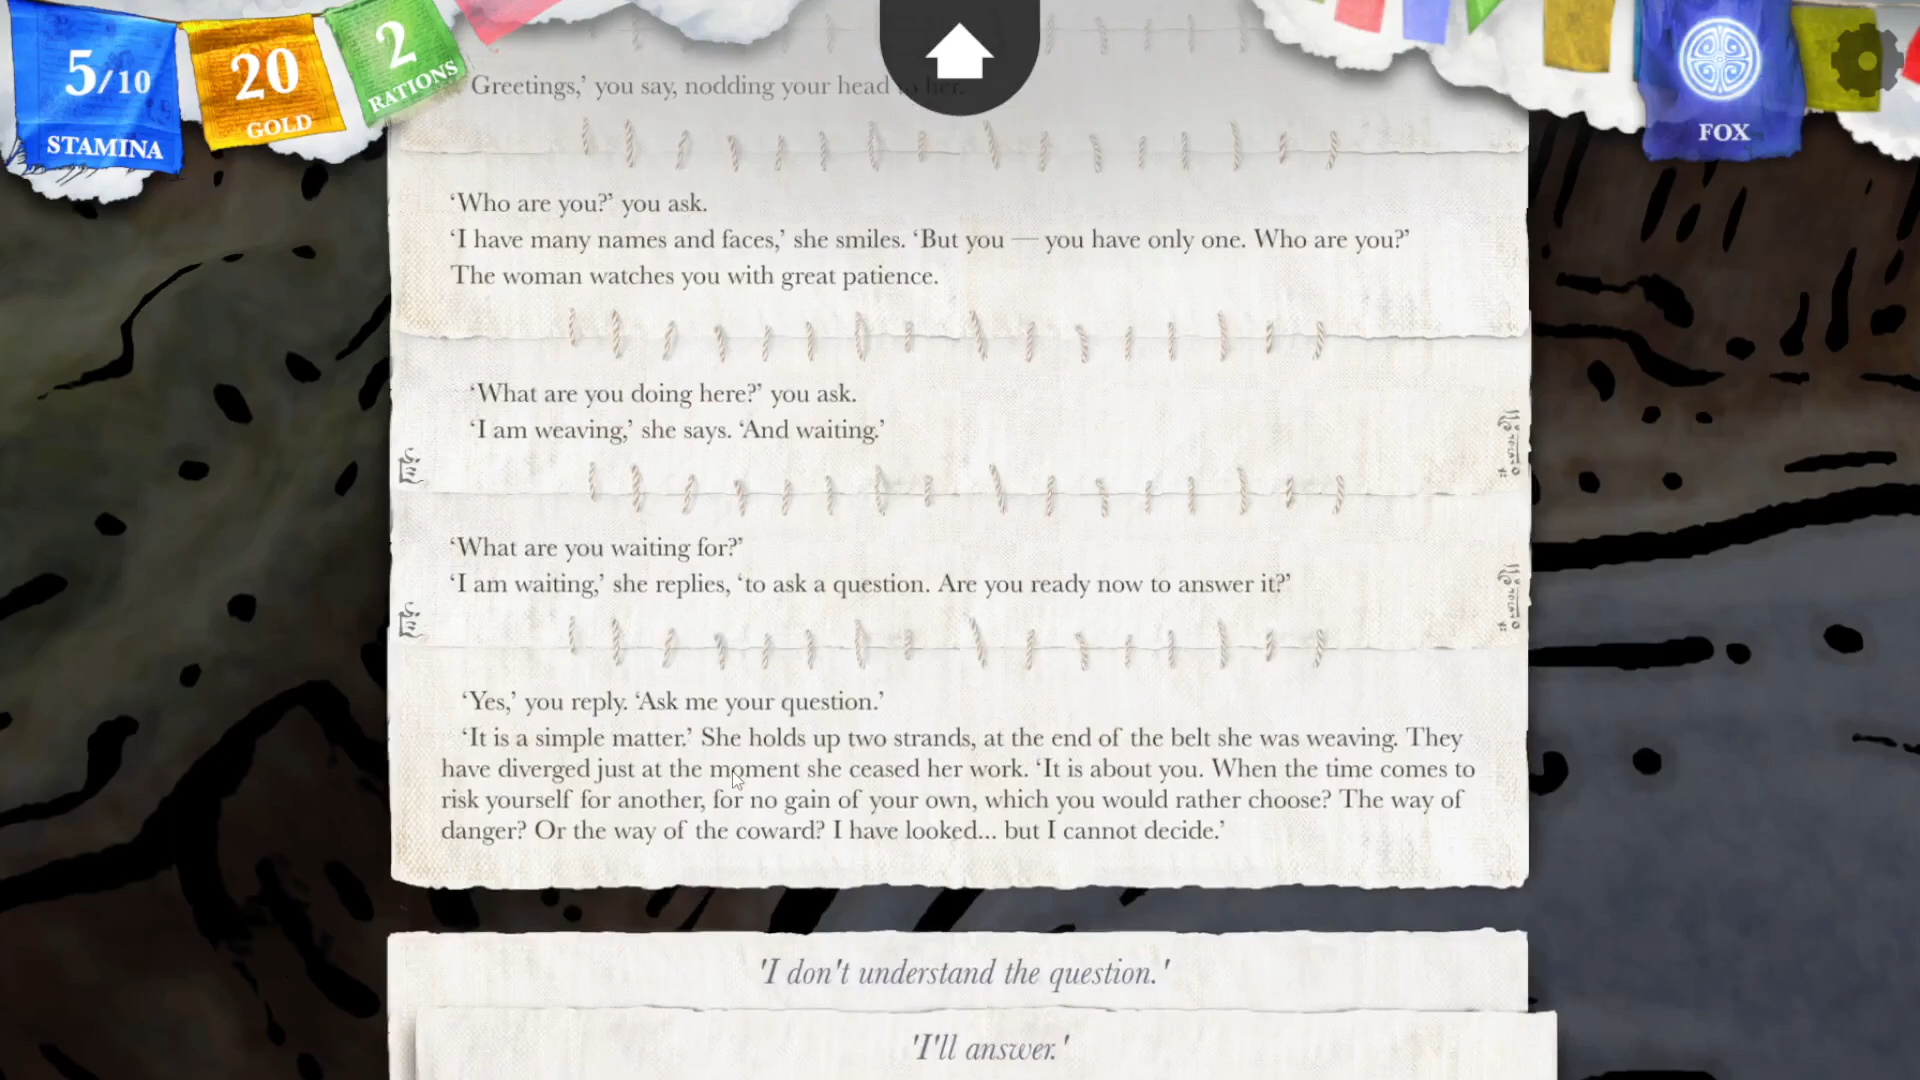 5/10
STAMINA
20
GOLD
2
RATIONS
FOX
Greetings,’ you say, nodding your head to her.
‘Who are you?’ you ask.
‘I have many names and faces,’ she smiles. ‘But you — you have only one. Who are you?’
The woman watches you with great patience.
‘What are you doing here?’ you ask.
‘I am weaving,’ she says. ‘And waiting.’
‘What are you waiting for?’
‘I am waiting,’ she replies, ‘to ask a question. Are you ready now to answer it?’
‘Yes,’ you reply. ‘Ask me your question.’
‘It is a simple matter.’ She holds up two strands, at the end of the belt she was weaving. They
have diverged just at the moment she ceased her work. ‘It is about you. When the time comes to
risk yourself for another, for no gain of your own, which you would rather choose? The way of
danger? Or the way of the coward? I have looked... but I cannot decide.’
'I don't understand the question.'
'I'll answer.'